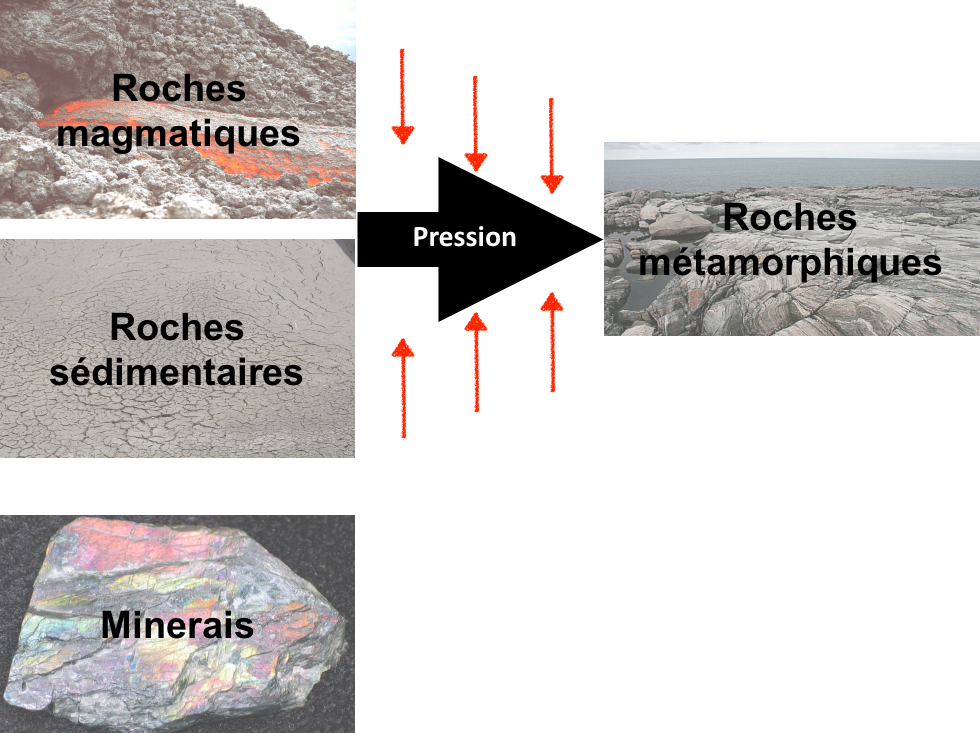 Roches
magmatiques
Pression
Roches
métamorphiques
Roches
sédimentaires
Minerais